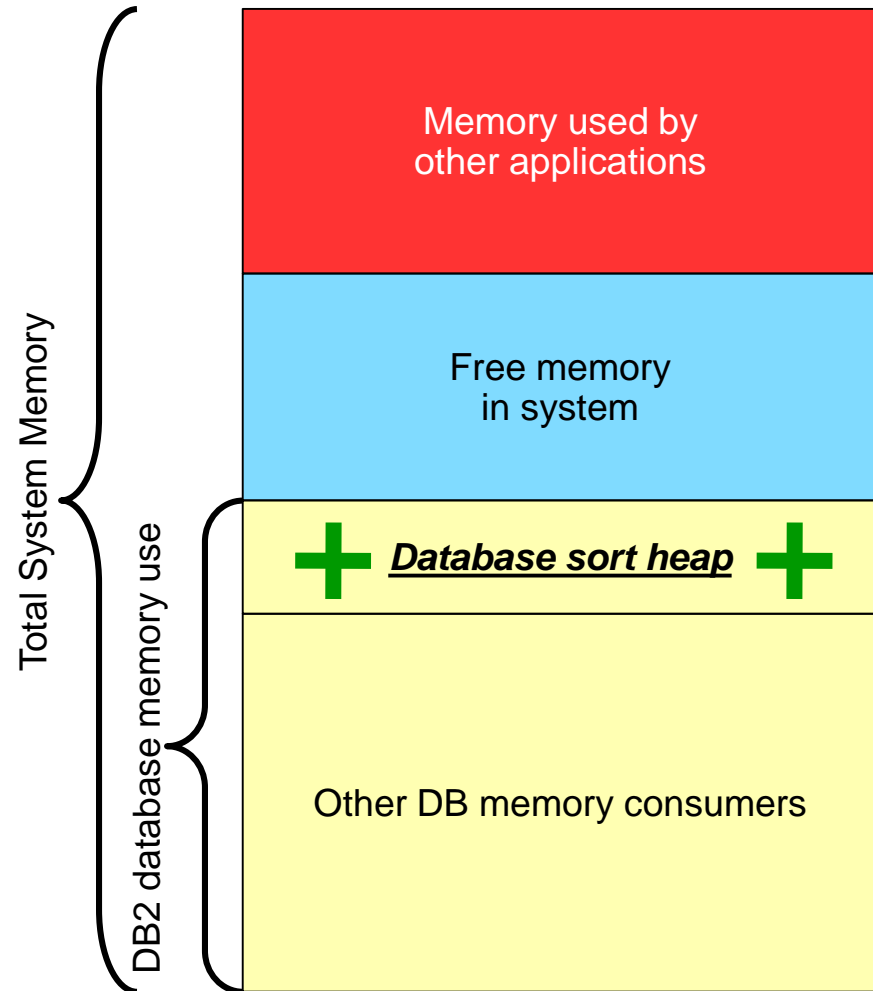 Memory used by
other applications
Free memory
in system
Database sort heap
Other DB memory consumers
Total System Memory
DB2 database memory use